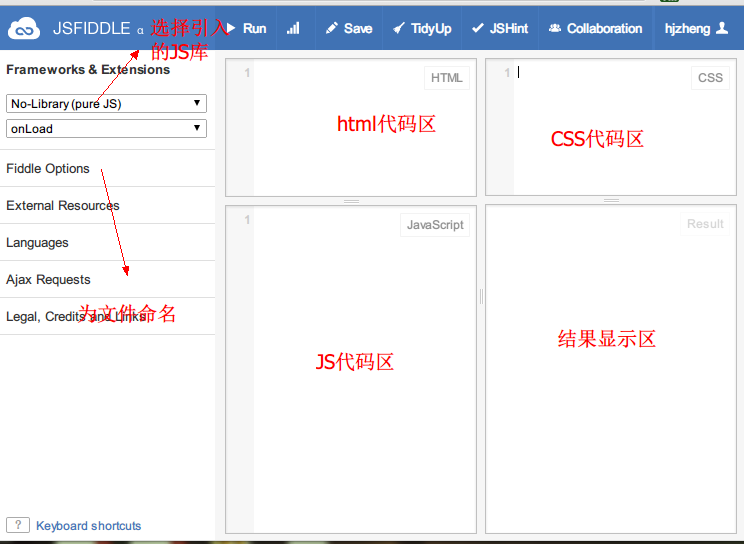 JSFIDDLE α
选择引入
的JS库
Run
Save
TidyUp
JSHint
Collaboration
hjzheng
Frameworks & Extensions
No-Library (pure JS)
onLoad
Fiddle Options
External Resources
Languages
Ajax Requests
Legal, Credits and Links
为文件命名
? Keyboard shortcuts
1
HTML
html代码区
1
CSS
CSS代码区
1
JavaScript
JS代码区
Result
结果显示区